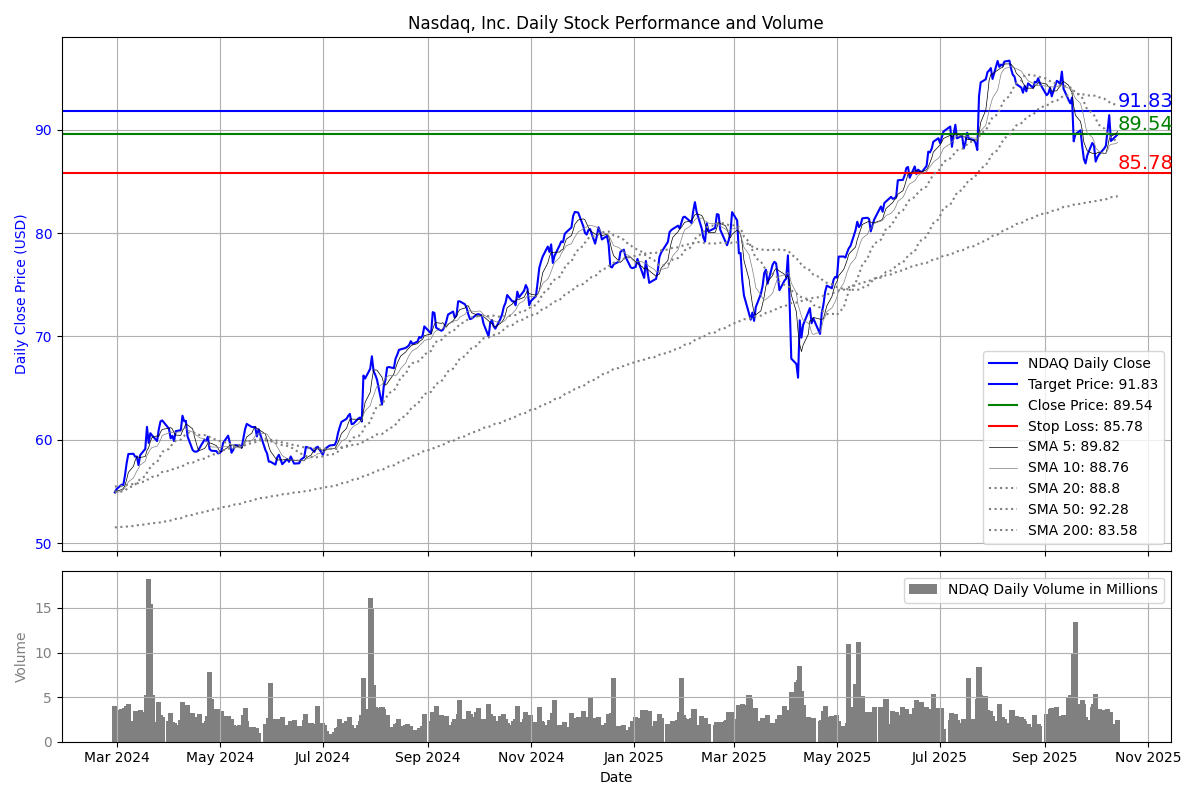 Nasdaq, Inc. Daily Stock Performance and Volume
Daily Close Price (USD)
90
80
70
60
50
91.83
89.54
85.78
NDAQ Daily Close
Target Price: 91.83
Close Price: 89.54
Stop Loss: 85.78
SMA 5: 89.82
SMA 10: 88.76
SMA 20: 88.8
SMA 50: 92.28
SMA 200: 83.58
Volume
15
10
5
0
NDAQ Daily Volume in Millions
Mar 2024 May 2024 Jul 2024 Sep 2024 Nov 2024 Jan 2025 Mar 2025 May 2025 Jul 2025 Sep 2025 Nov 2025
Date